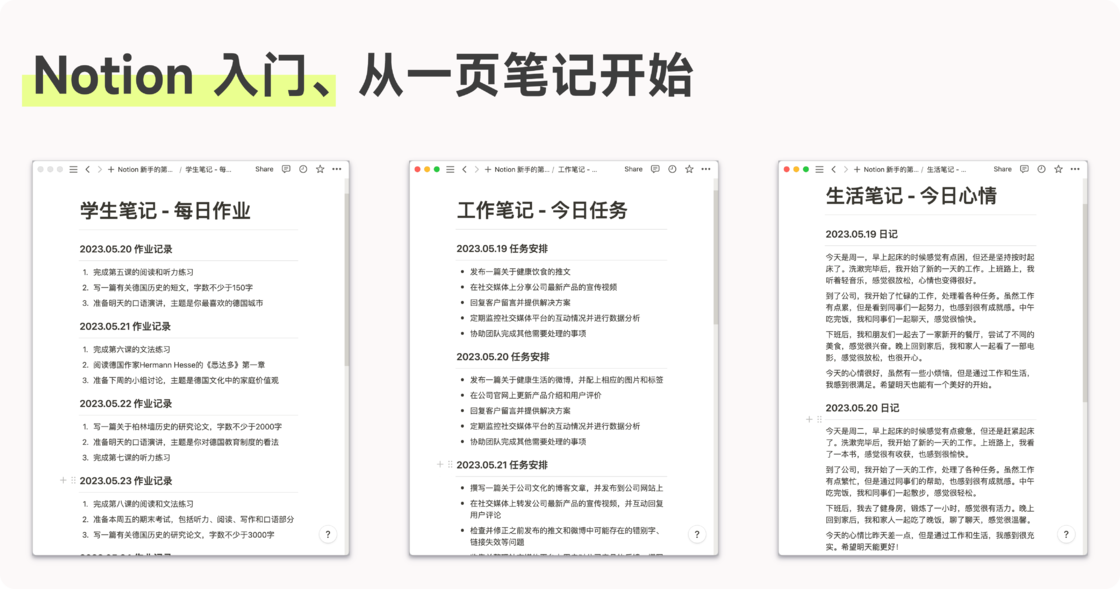 Notion 入门、从一页笔记开始
Notion 新手的第... / 学生笔记 - 每...
Share
学生笔记 - 每日作业
2023.05.20 作业记录
1. 完成第五课的阅读和听力练习
2. 写一篇有关德国历史的短文，字数不少于150字
3. 准备明天的口语演讲，主题是你最喜欢的德国城市
2023.05.21 作业记录
1. 完成第六课的文法练习
2. 阅读德国作家Hermann Hesse的《悉达多》第一章
3. 准备下周的小组讨论，主题是德国文化中的家庭价值观
2023.05.22 作业记录
1. 写一篇关于柏林墙历史的研究论文，字数不少于2000字
2. 准备明天的口语演讲，主题是你对德国教育制度的看法
3. 完成第七课的听力练习
2023.05.23 作业记录
1. 完成第八课的阅读和文法练习
2. 准备本周五的期末考试，包括听力、阅读、写作和口语部分
3. 写一篇有关德国历史的研究论文，字数不少于3000字
?
Notion 新手的第... / 工作笔记 - ...
Share
工作笔记 - 今日任务
2023.05.19 任务安排
• 发布一篇关于健康饮食的推文
• 在社交媒体上分享公司最新产品的宣传视频
• 回复客户留言并提供解决方案
• 定期监控社交媒体平台的互动情况并进行数据分析
• 协助团队完成其他需要处理的事项
2023.05.20 任务安排
• 发布一篇关于健康生活的微博，并配上相应的图片和标签
• 在公司官网上更新产品介绍和用户评价
• 回复客户留言并提供解决方案
• 定期监控社交媒体平台的互动情况并进行数据分析
• 协助团队完成其他需要处理的事项
2023.05.21 任务安排
• 撰写一篇关于公司文化的博客文章，并发布到公司网站上
• 在社交媒体上转发公司最新产品的宣传视频，并互动回复
用户评论
• 检查并修正之前发布的推文和微博中可能存在的错别字、
链接失效等问题
?
Notion 新手的第... / 生活笔记 - ...
Share
生活笔记 - 今日心情
2023.05.19 日记
今天是周一，早上起床的时候感觉有点困，但还是坚持按时起
床了。洗漱完毕后，我开始了新的一天的工作。上班路上，我
听着轻音乐，感觉很放松，心情也变得很好。
到了公司，我开始了忙碌的工作，处理着各种任务。虽然工作
有点累，但是看到同事们一起努力，也感到很有成就感。中午
吃完饭，我和同事们一起聊天，感觉很愉快。
下班后，我和朋友们一起去了一家新开的餐厅，尝试了不同的
美食，感觉很兴奋。晚上回到家后，我和家人一起看了一部电
影，感觉很放松，也很开心。
今天的心情很好，虽然有一些小烦恼，但是通过工作和生活，
我感到很满足。希望明天也能有一个美好的开始。
2023.05.20 日记
今天是周二，早上起床的时候感觉有点疲惫，但还是赶紧起床
了。洗漱完毕后，我开始了新的一天的工作。上班路上，我看
了一本书，感觉很有收获，也感到很愉快。
到了公司，我开始了一天的工作，处理了各种任务。虽然工作
有点繁忙，但是通过同事们的帮助，也感到很有成就感。中午
吃完饭，我和同事们一起散步，感觉很轻松。
下班后，我去了健身房，锻炼了一小时，感觉很有活力。晚上
回到家后，我和家人一起吃了晚饭，聊了聊天，感觉很温馨。
今天的心情比昨天差一点，但是通过工作和生活，我感到很充
实。希望明天能更好！
?